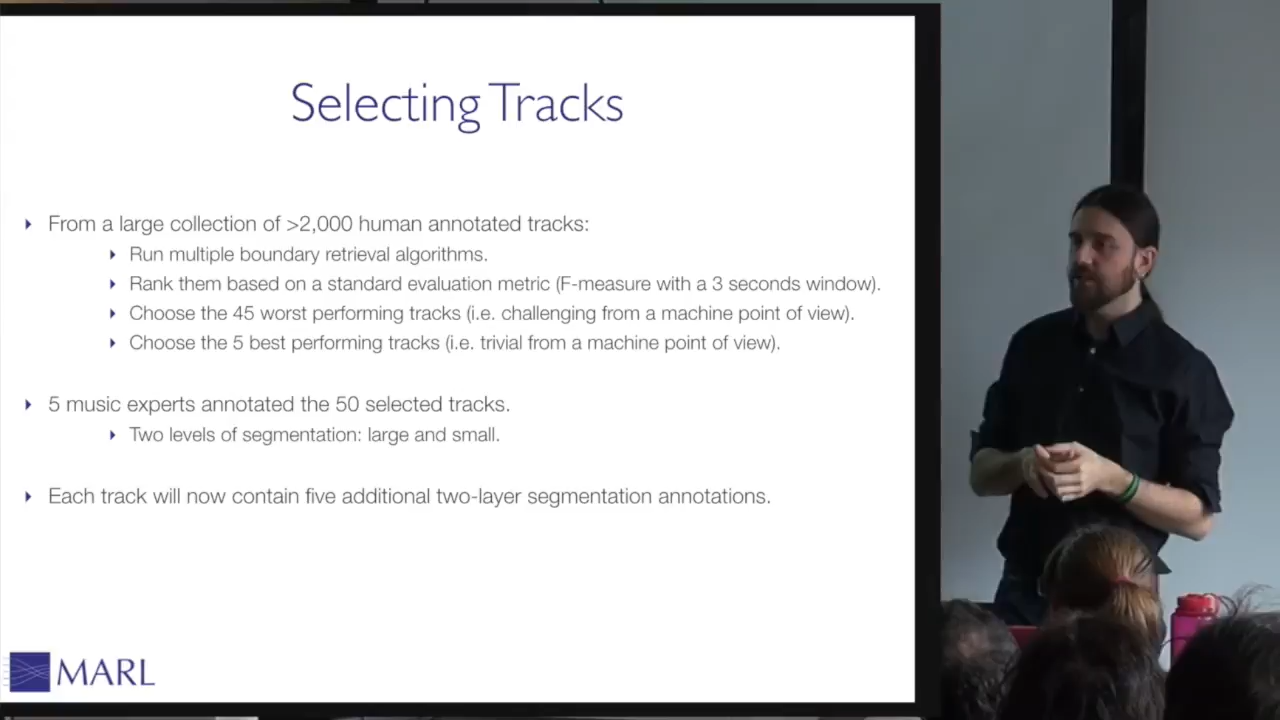 Selecting Tracks
From a large collection of >2,000 human annotated tracks:
Run multiple boundary retrieval algorithms.
Rank them based on a standard evaluation metric (F-measure with a 3 seconds window).
Choose the 45 worst performing tracks (i.e. challenging from a machine point of view).
Choose the 5 best performing tracks (i.e. trivial from a machine point of view).
5 music experts annotated the 50 selected tracks.
Two levels of segmentation: large and small.
Each track will now contain five additional two-layer segmentation annotations.
MARL